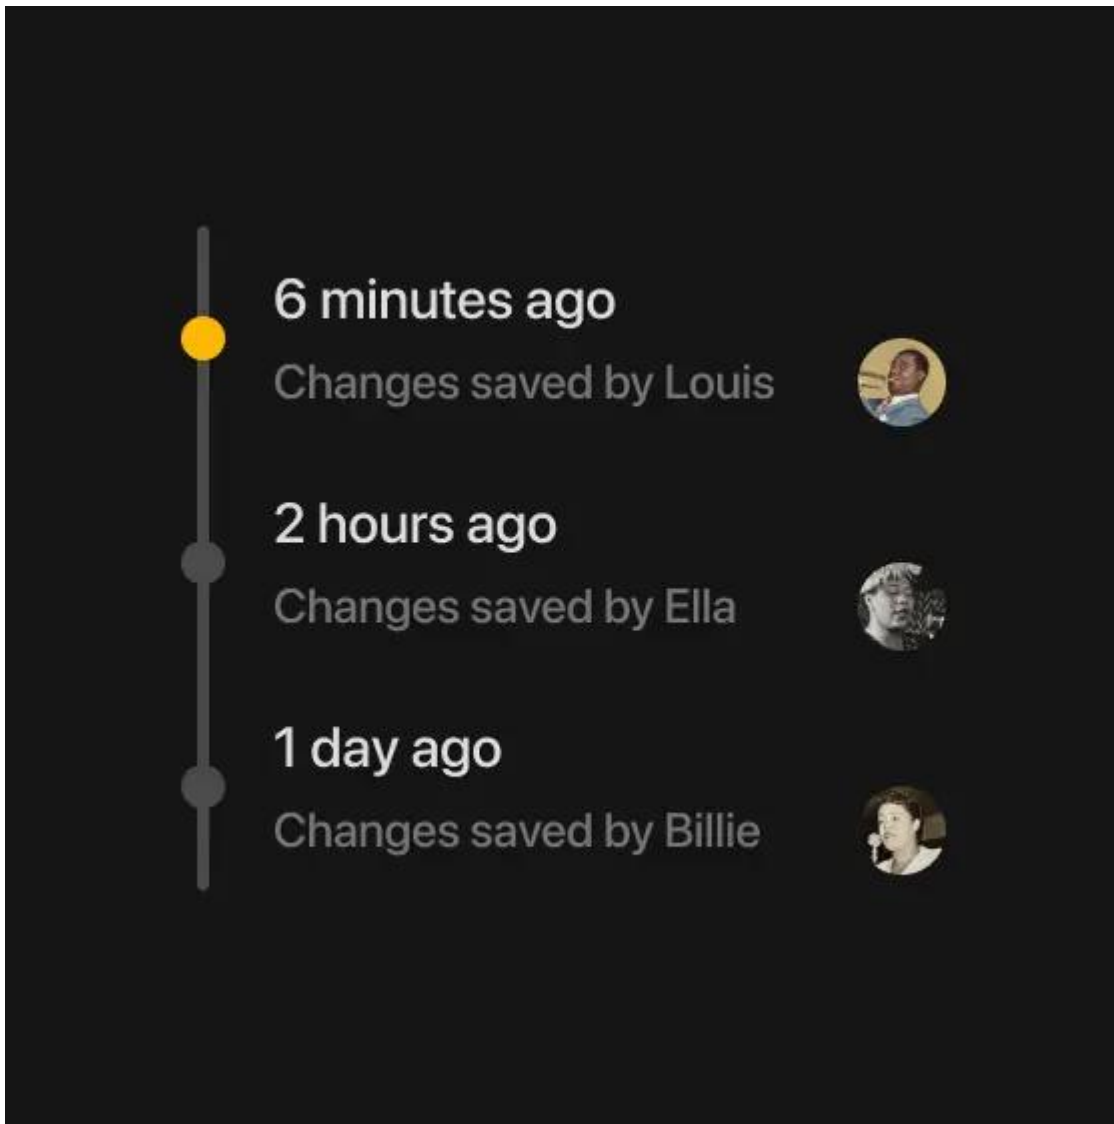 6 minutes ago
Changes saved by Louis
2 hours ago
Changes saved by Ella
1 day ago
Changes saved by Billie